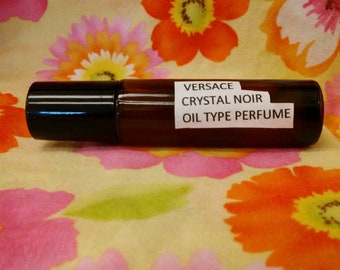 VERSACE
CRYSTAL NOIR
OIL TYPE PERFUME